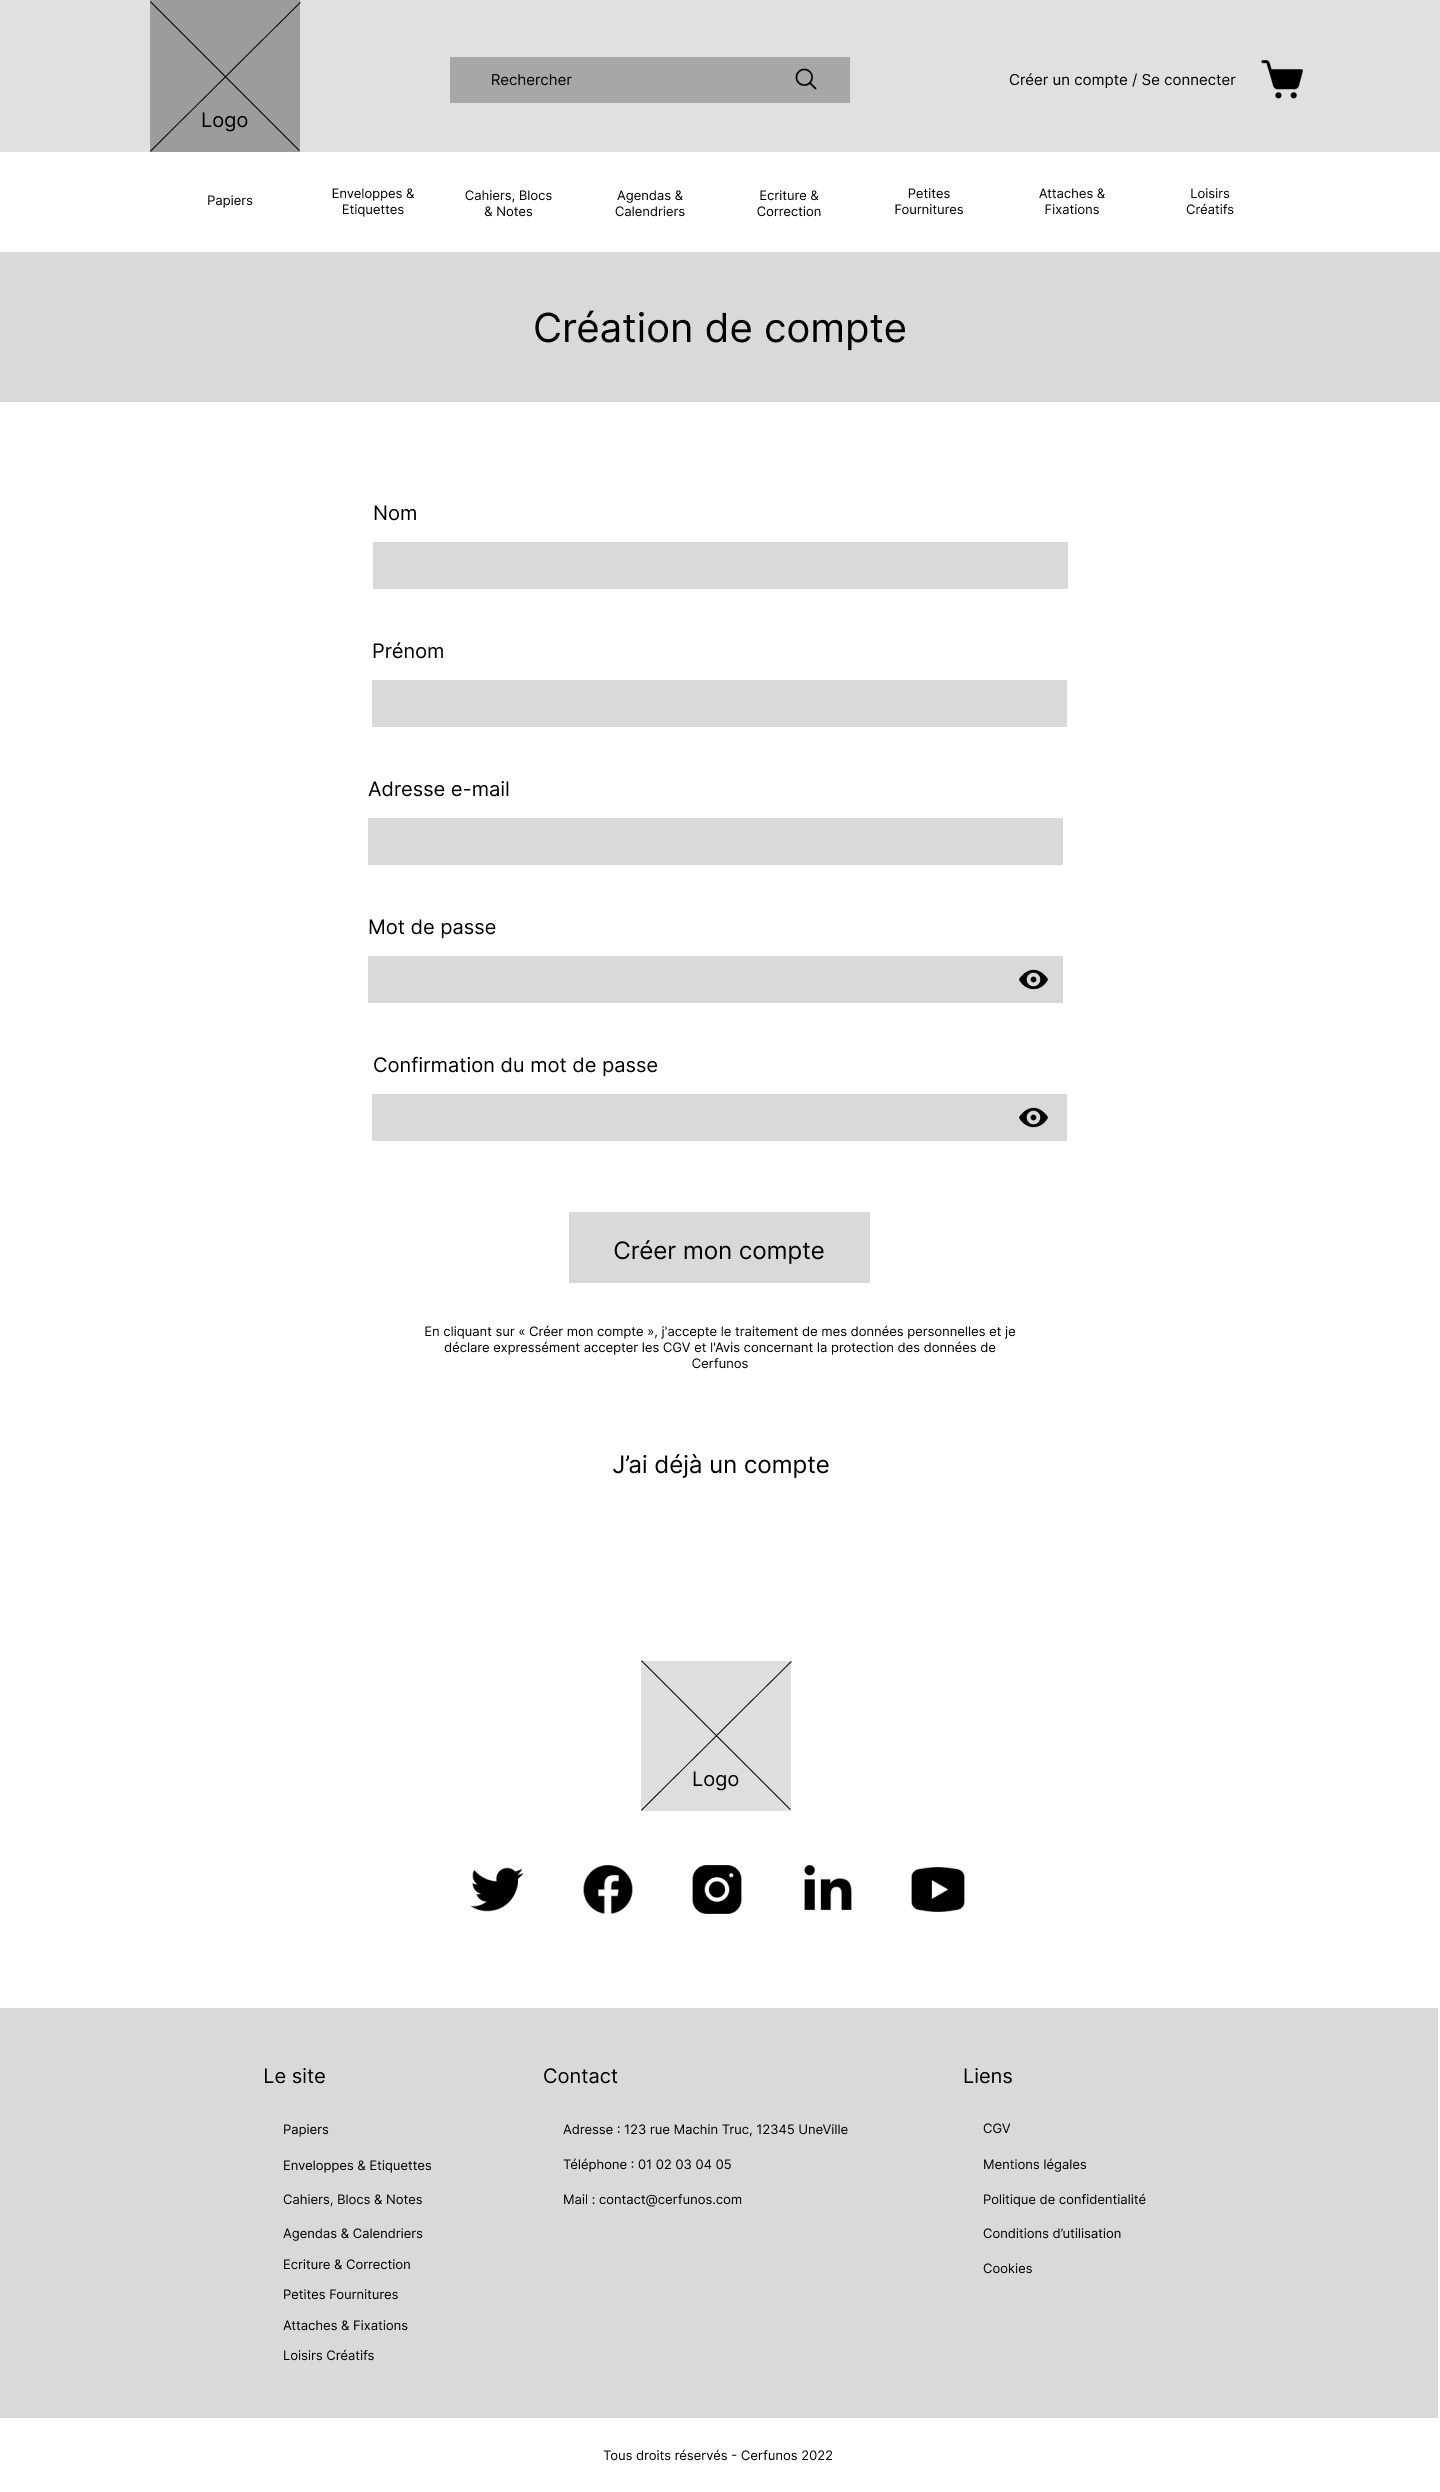 Logo
Rechercher
Créer un compte / Se connecter
Papiers
Enveloppes &
Etiquettes
Cahiers, Blocs
& Notes
Agendas &
Calendriers
Ecriture &
Correction
Petites
Fournitures
Attaches &
Fixations
Loisirs
Créatifs
Création de compte
Nom
Prénom
Adresse e-mail
Mot de passe
Confirmation du mot de passe
Créer mon compte
En cliquant sur « Créer mon compte », j'accepte le traitement de mes données personnelles et je
déclare expressément accepter les CGV et l'Avis concernant la protection des données de
Cerfunos
J’ai déjà un compte
Logo
Le site
Papiers
Enveloppes & Etiquettes
Cahiers, Blocs & Notes
Agendas & Calendriers
Ecriture & Correction
Petites Fournitures
Attaches & Fixations
Loisirs Créatifs
Contact
Adresse : 123 rue Machin Truc, 12345 UneVille
Téléphone : 01 02 03 04 05
Mail : contact@cerfunos.com
Liens
CGV
Mentions légales
Politique de confidentialité
Conditions d’utilisation
Cookies
Tous droits réservés - Cerfunos 2022